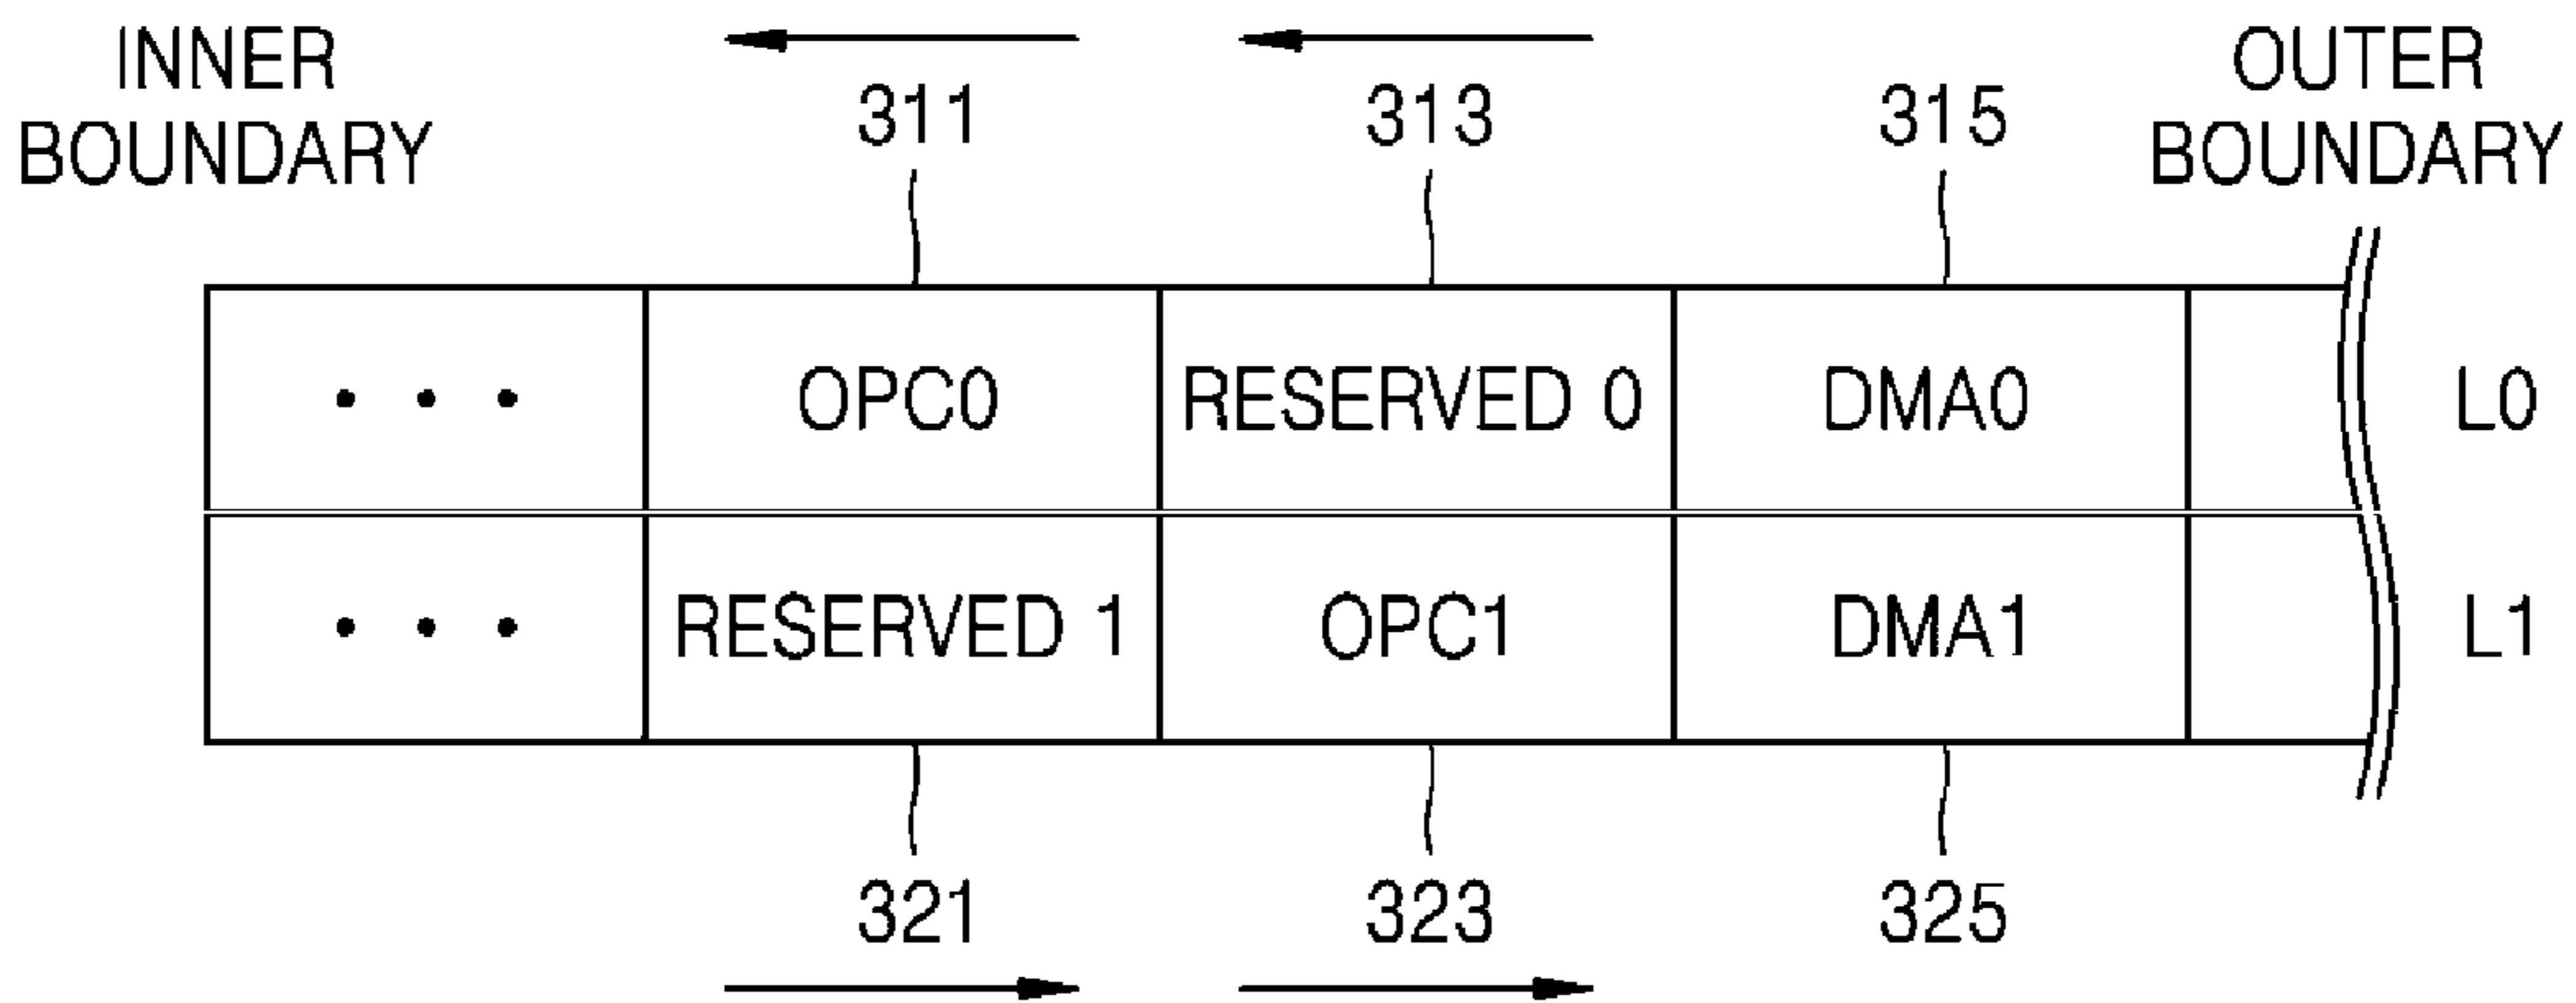 INNER
BOUNDARY
311
313
315
OUTER
BOUNDARY
• • •
OPC0
RESERVED 0
DMA0
L0
• • •
RESERVED 1
OPC1
DMA1
L1
321
323
325